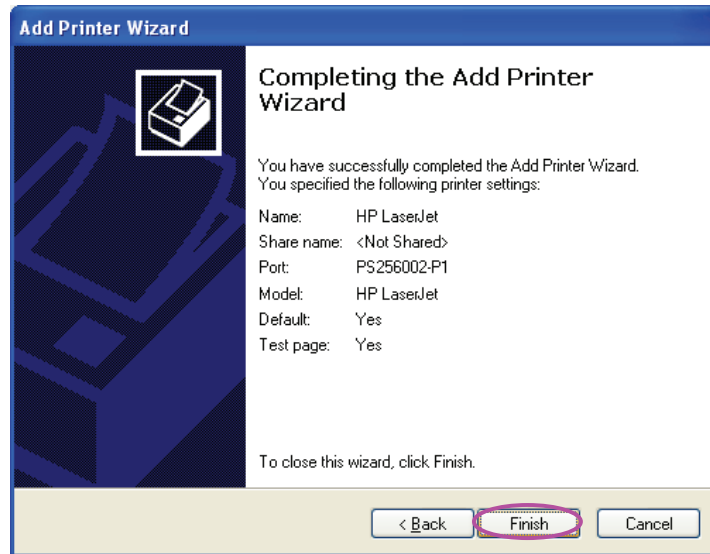 Add Printer Wizard
Completing the Add Printer
Wizard
You have successfully completed the Add Printer Wizard.
You specified the following printer settings:
Name: HP LaserJet
Share name: <Not Shared>
Port: PS256002-P1
Model: HP LaserJet
Default: Yes
Test page: Yes
To close this wizard, click Finish.
< Back Finish Cancel